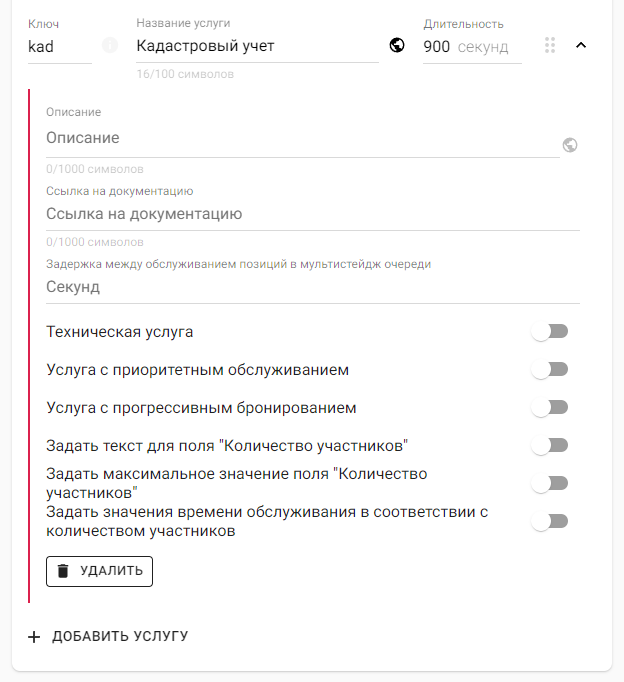 Ключ
Название услуги
Длительность
kad
Кадастровый учет
900 секунд
16/100 символов
Описание
Описание
0/1000 символов
Ссылка на документацию
Ссылка на документацию
0/1000 символов
Задержка между обслуживанием позиций в мультистейдж очереди
Секунд
Техническая услуга
Услуга с приоритетным обслуживанием
Услуга с прогрессивным бронированием
Задать текст для поля "Количество участников"
Задать максимальное значение поля "Количество
участников"
Задать значения времени обслуживания в соответствии с
количеством участников
УДАЛИТЬ
ДОБАВИТЬ УСЛУГУ